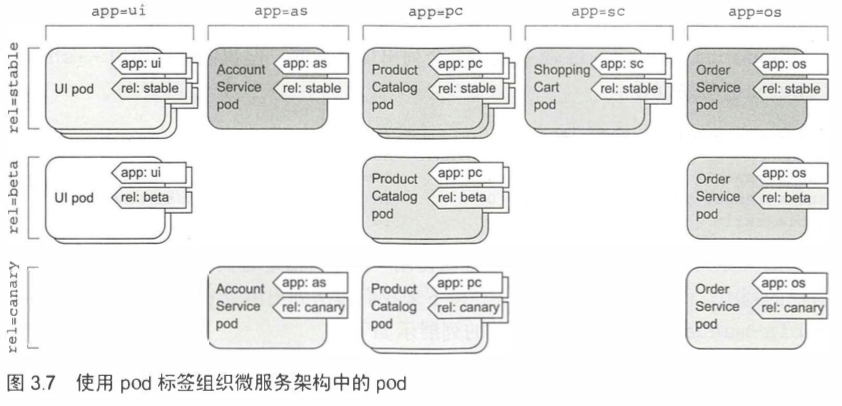 app=ui
app=as
app=pc
app=sc
app=os
rel=stable
UI pod
app: ui
rel: stable
Account
Service
pod
app: as
rel: stable
Product
Catalog
pod
app: pc
rel: stable
Shopping
Cart
pod
app: sc
rel: stable
Order
Service
pod
app: os
rel: stable
rel=beta
UI pod
app: ui
rel: beta
Product
Catalog
pod
app: pc
rel: beta
Order
Service
pod
app: os
rel: beta
rel=canary
Account
Service
pod
app: as
rel: canary
Product
Catalog
pod
app: pc
rel: canary
Order
Service
pod
app: os
rel: canary
图 3.7 使用 pod 标签组织微服务架构中的 pod